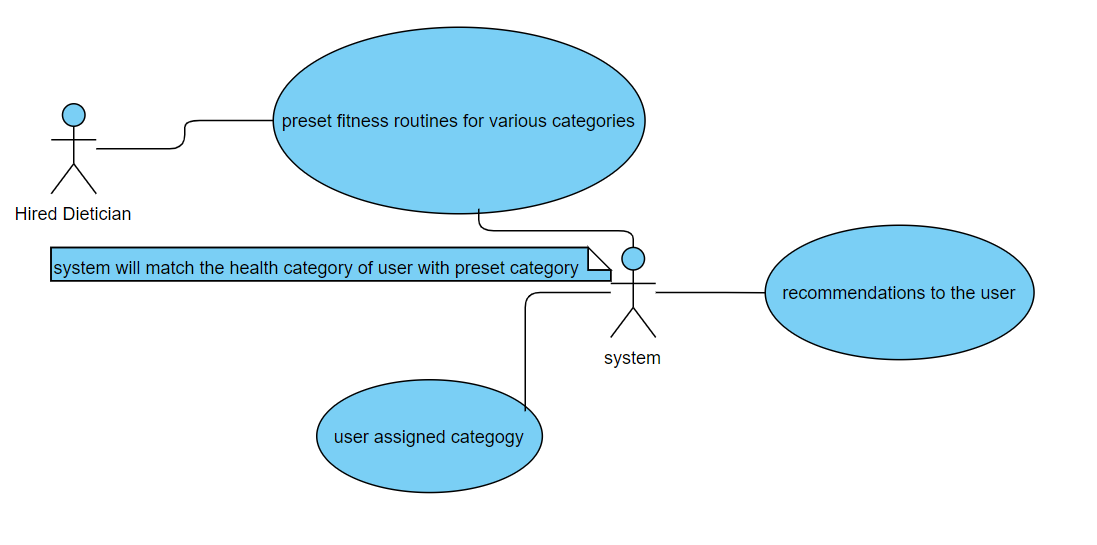 preset fitness routines for various categories
Hired Dietician
system will match the health category of user with preset category
recommendations to the user
system
user assigned categogy